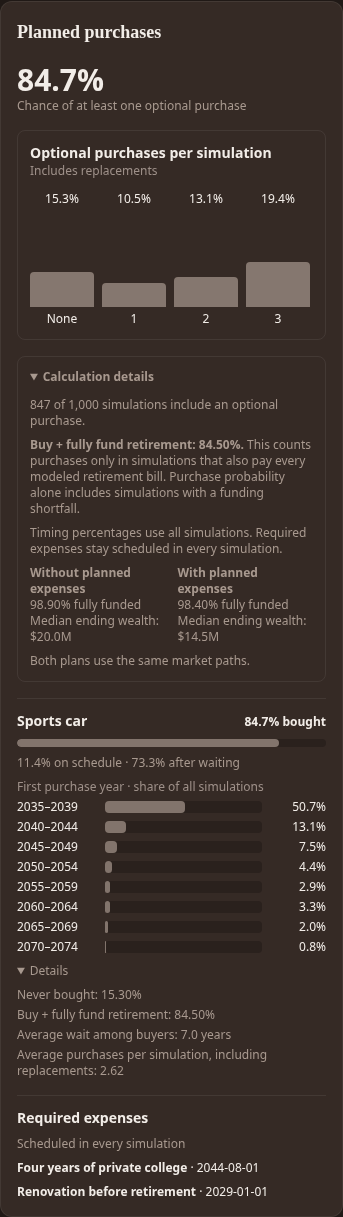 Planned purchases
84.7%
Chance of at least one optional purchase
Optional purchases per simulation
Includes replacements
15.3% 10.5% 13.1% 19.4%
None 1 2 3
▼ Calculation details
847 of 1,000 simulations include an optional
purchase.
Buy + fully fund retirement: 84.50%. This counts
purchases only in simulations that also pay every
modeled retirement bill. Purchase probability
alone includes simulations with a funding
shortfall.
Timing percentages use all simulations. Required
expenses stay scheduled in every simulation.
Without planned With planned
expenses expenses
98.90% fully funded 98.40% fully funded
Median ending wealth: Median ending wealth:
$20.0M $14.5M
Both plans use the same market paths.
Sports car 84.7% bought
11.4% on schedule · 73.3% after waiting
First purchase year · share of all simulations
2035–2039 50.7%
2040–2044 13.1%
2045–2049 7.5%
2050–2054 4.4%
2055–2059 2.9%
2060–2064 3.3%
2065–2069 2.0%
2070–2074 0.8%
▼ Details
Never bought: 15.30%
Buy + fully fund retirement: 84.50%
Average wait among buyers: 7.0 years
Average purchases per simulation, including
replacements: 2.62
Required expenses
Scheduled in every simulation
Four years of private college · 2044-08-01
Renovation before retirement · 2029-01-01